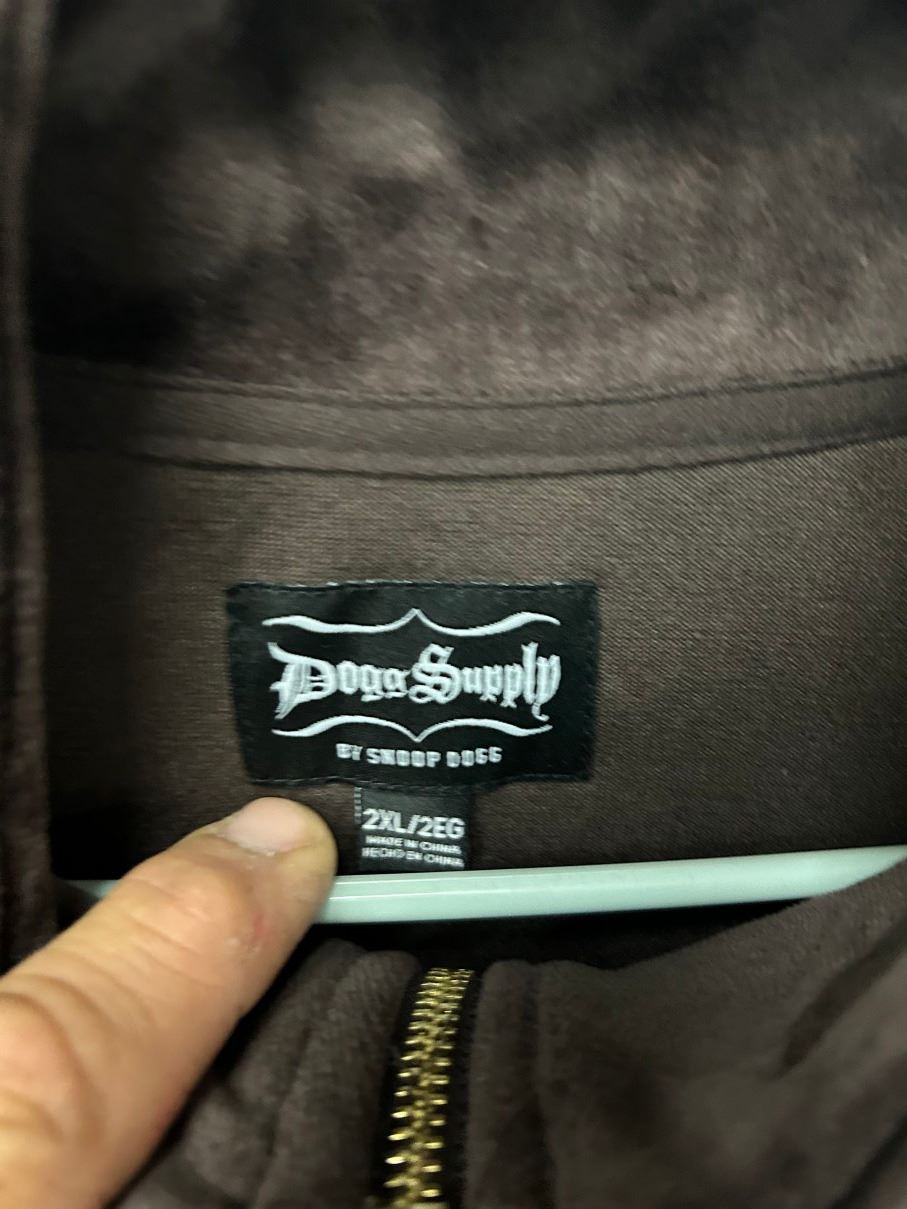 Dogg Supply
BY SNOOP DOGG
2XL/2EG
MADE IN CHINA
HECHO EN CHINA